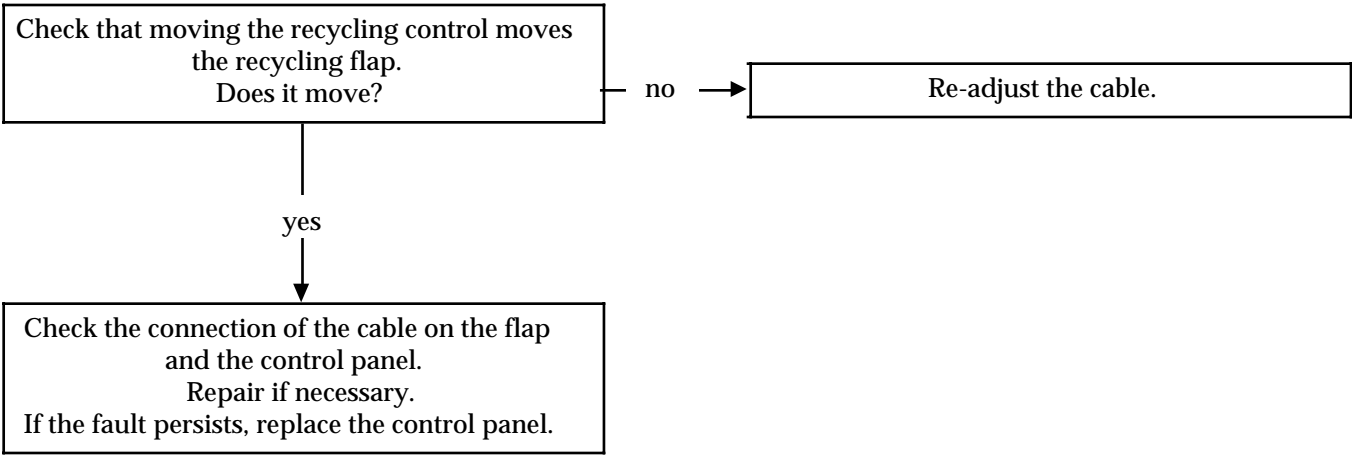 Check that moving the recycling control moves
the recycling flap.
Does it move?
no
Re-adjust the cable.
yes
Check the connection of the cable on the flap
and the control panel.
Repair if necessary.
If the fault persists, replace the control panel.